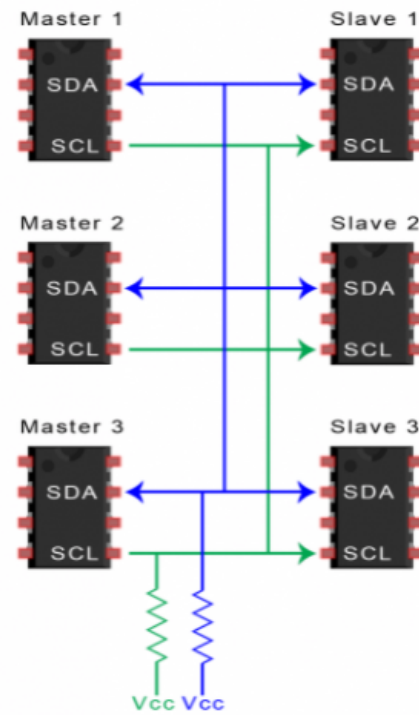 Master 1 Slave 1
SDA SDA
SCL SCL
Master 2 Slave 2
SDA SDA
SCL SCL
Master 3 Slave 3
SDA SDA
SCL SCL
Vcc Vcc